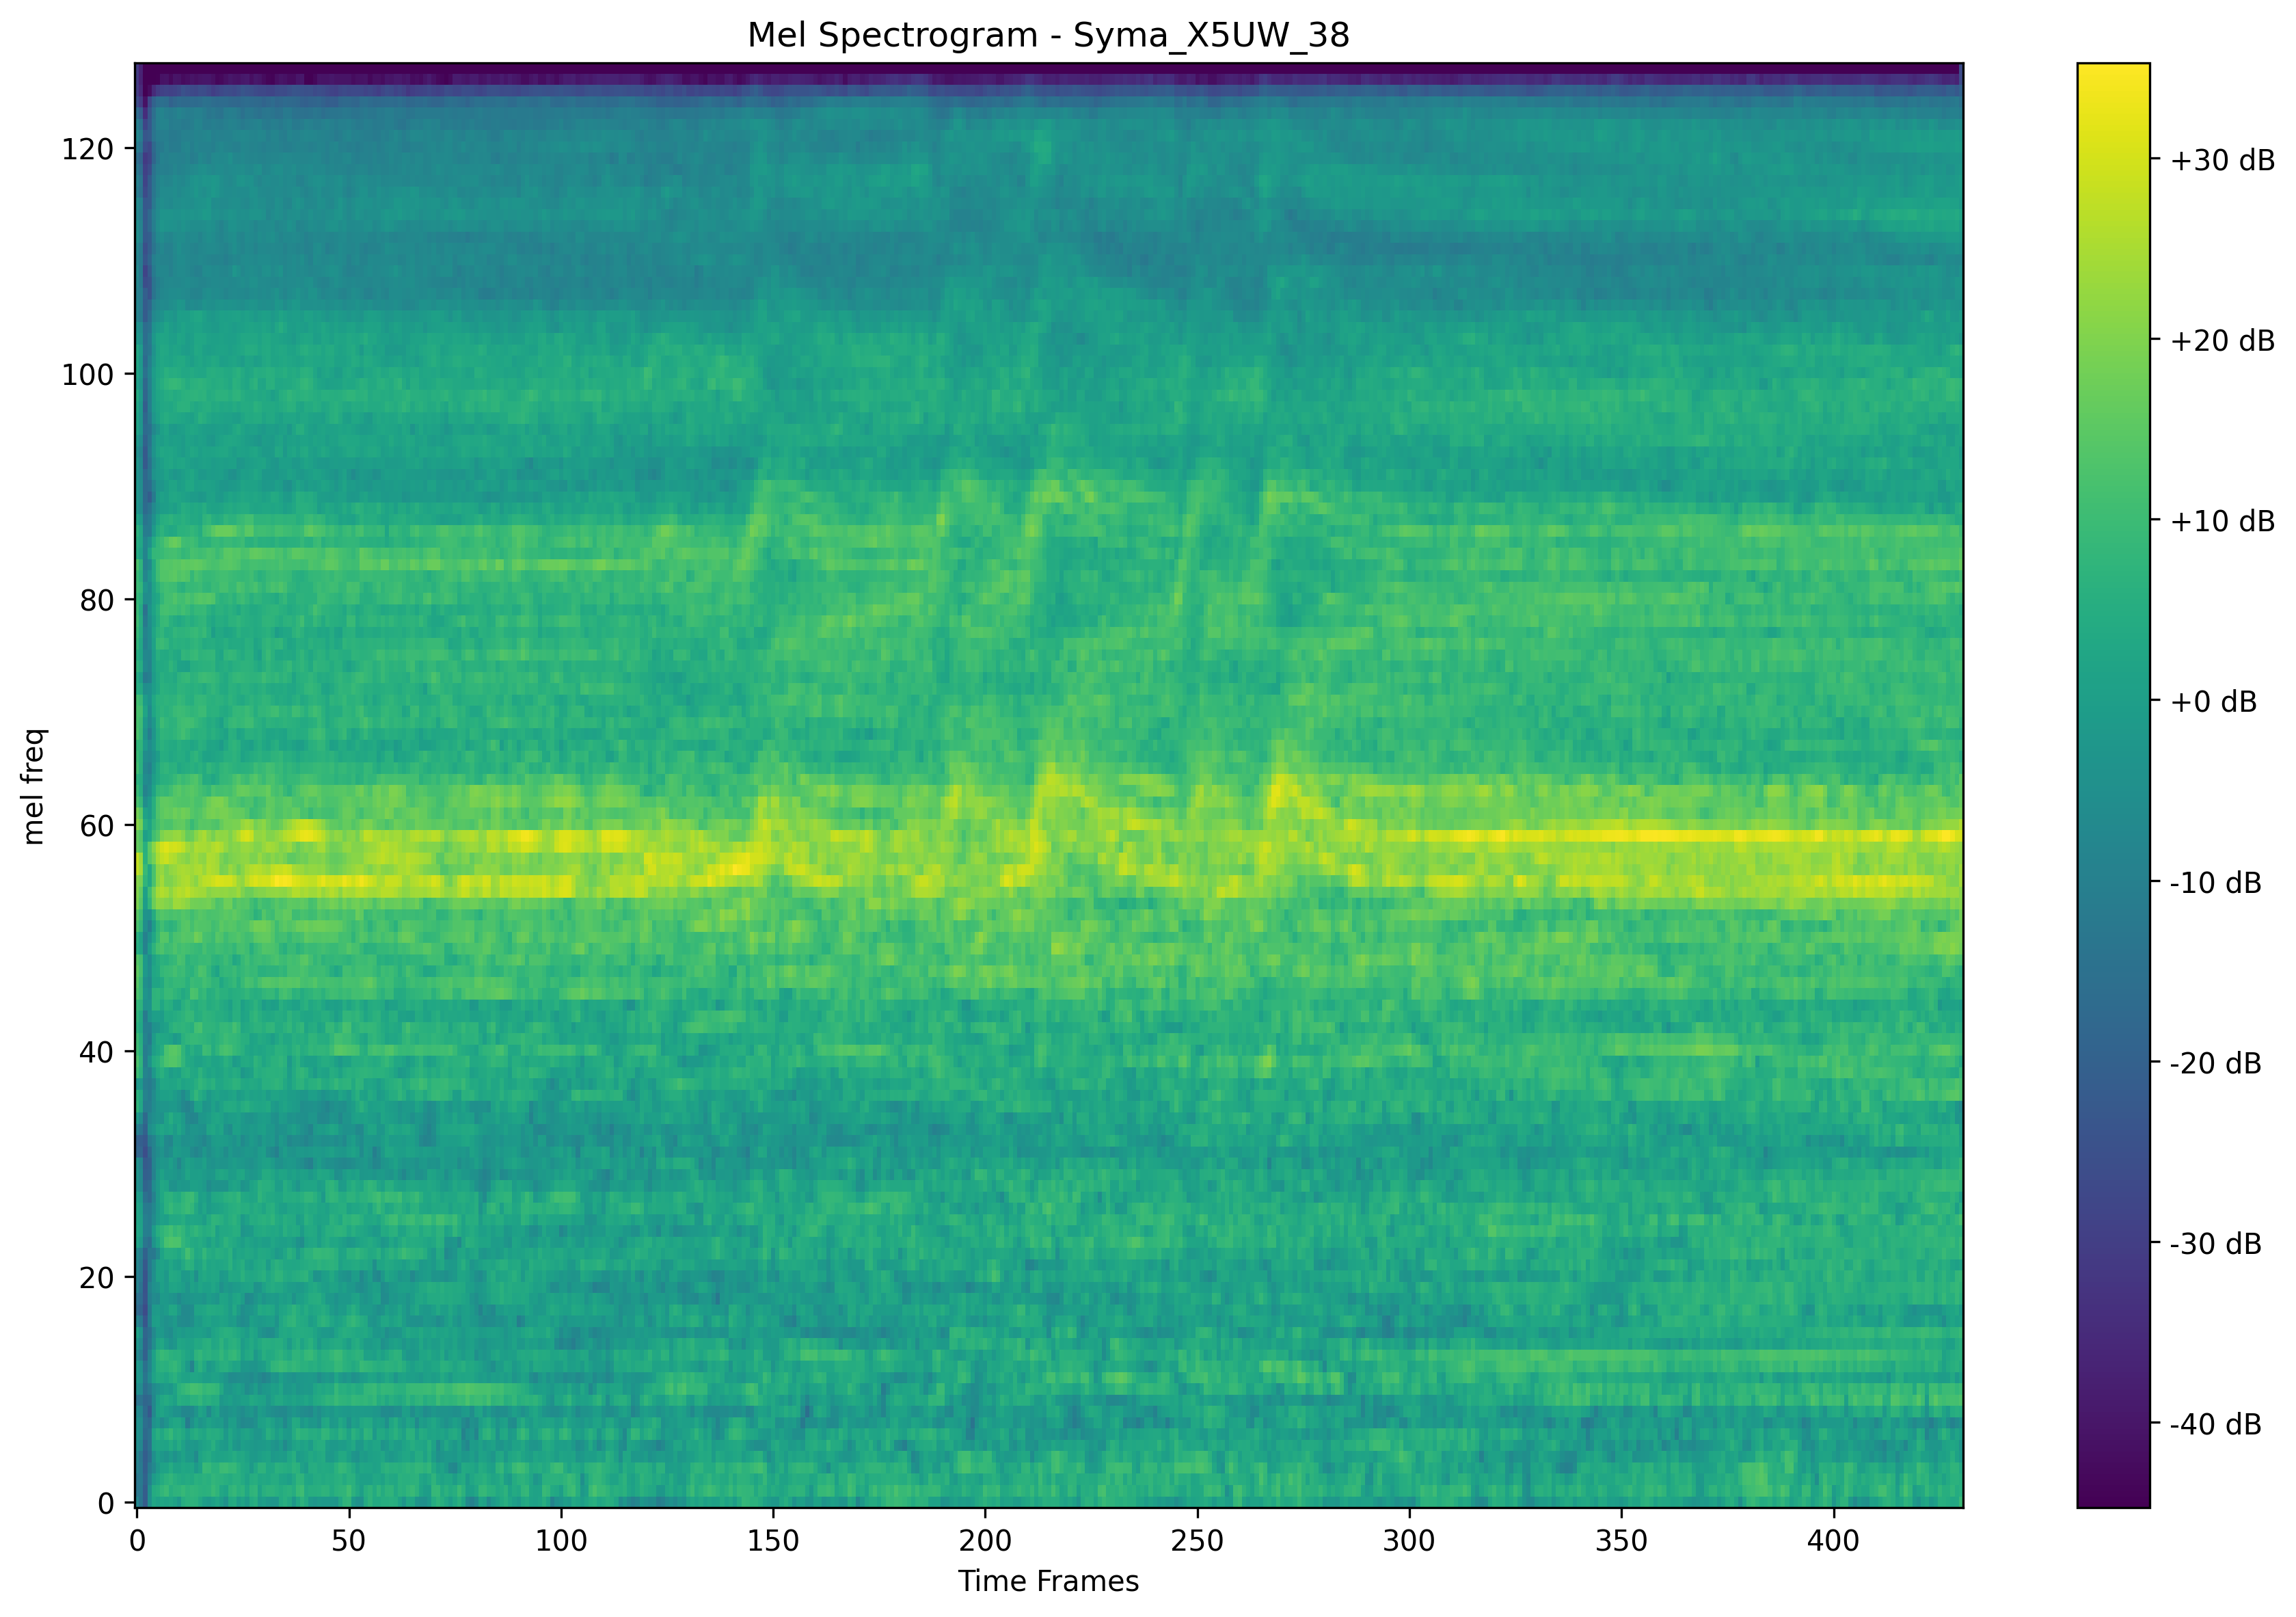 Mel Spectrogram - Syma_X5UW_38
mel freq
120
100
80
60
40
20
0
0 50 100 150 200 250 300 350 400
Time Frames
+30 dB
+20 dB
+10 dB
+0 dB
-10 dB
-20 dB
-30 dB
-40 dB